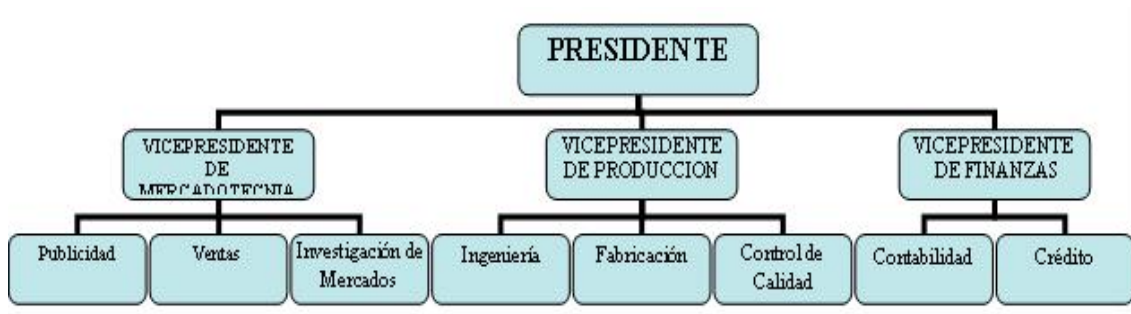 PRESIDENTE
VICEPRESIDENTE
DE
MERCADOTECNIA
VICEPRESIDENTE
DE PRODUCCION
VICEPRESIDENTE
DE FINANZAS
Publicidad
Ventas
Investigación de
Mercados
Ingeniería
Fabricación
Control de
Calidad
Contabilidad
Crédito